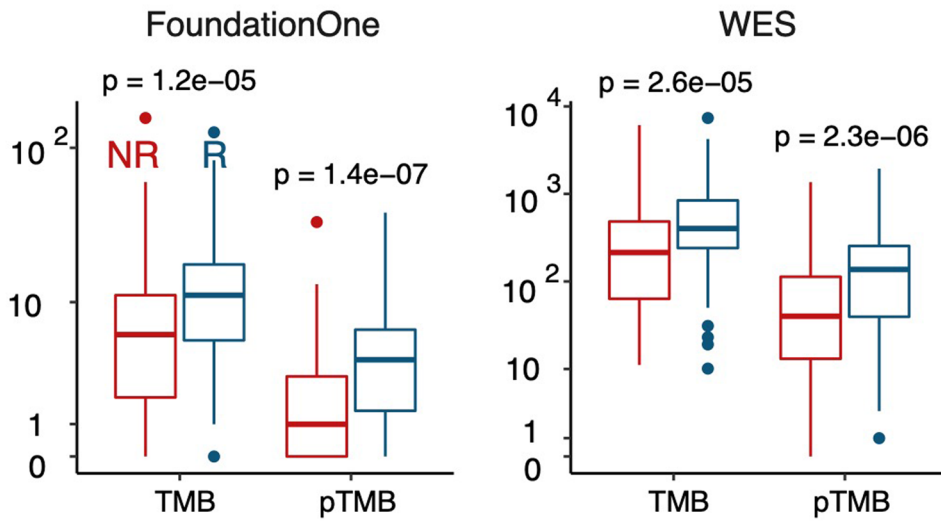 FoundationOne
p = 1.2e−05
10 2
NR
R
p = 1.4e−07
10
1
0
TMB
pTMB
WES
p = 2.6e−05
10 4
p = 2.3e−06
10 3
10 2
10
1
0
TMB
pTMB